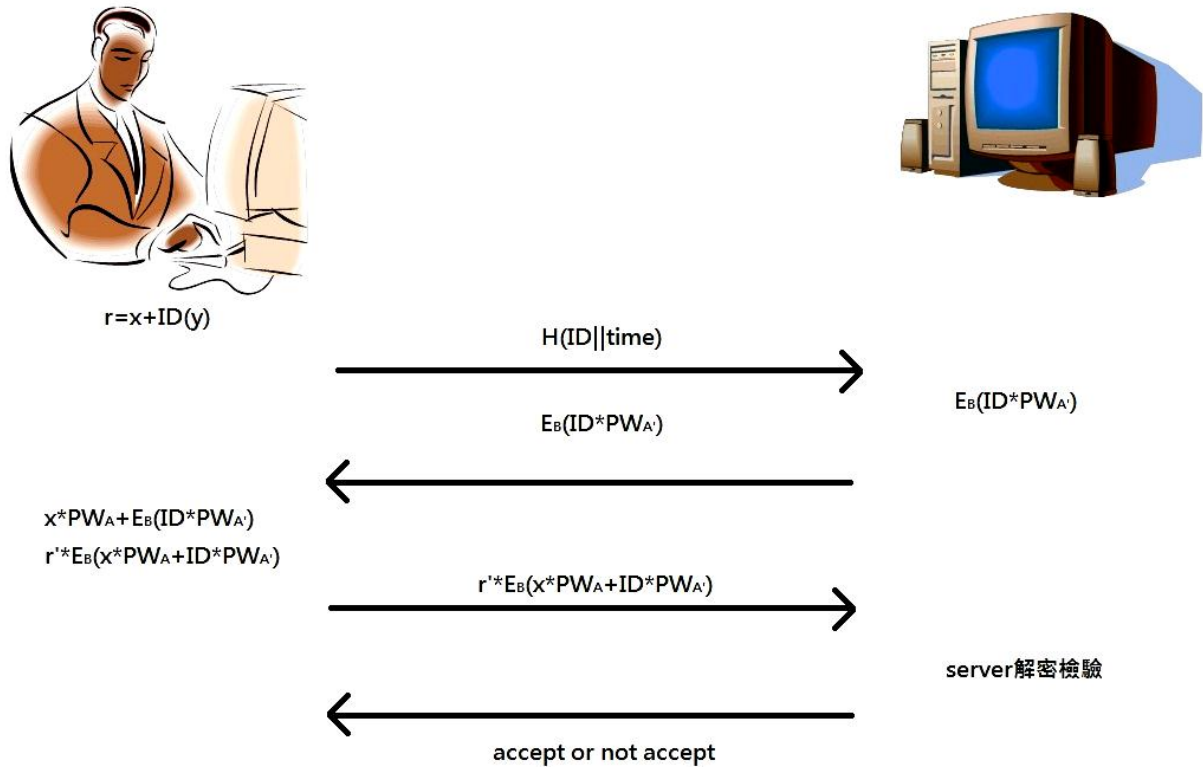 r=x+ID(y)
H(ID||time)
EB(ID*PWA')
EB(ID*PWA')
x*PWA+EB(ID*PWA')
r'*EB(x*PWA+ID*PWA')
r'*EB(x*PWA+ID*PWA')
server解密檢驗
accept or not accept